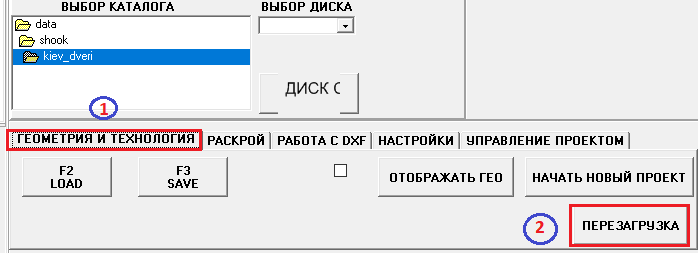 ВЫБОР КАТАЛОГА ВЫБОР ДИСКА
data
shook
kiev_dveri
ДИСК С
1
ГЕОМЕТРИЯ И ТЕХНОЛОГИЯ РАСКРОЙ РАБОТА С DXF НАСТРОЙКИ УПРАВЛЕНИЕ ПРОЕКТОМ
F2 F3
LOAD SAVE
ОТОБРАЖАТЬ ГЕО НАЧАТЬ НОВЫЙ ПРОЕКТ
2 ПЕРЕЗАГРУЗКА